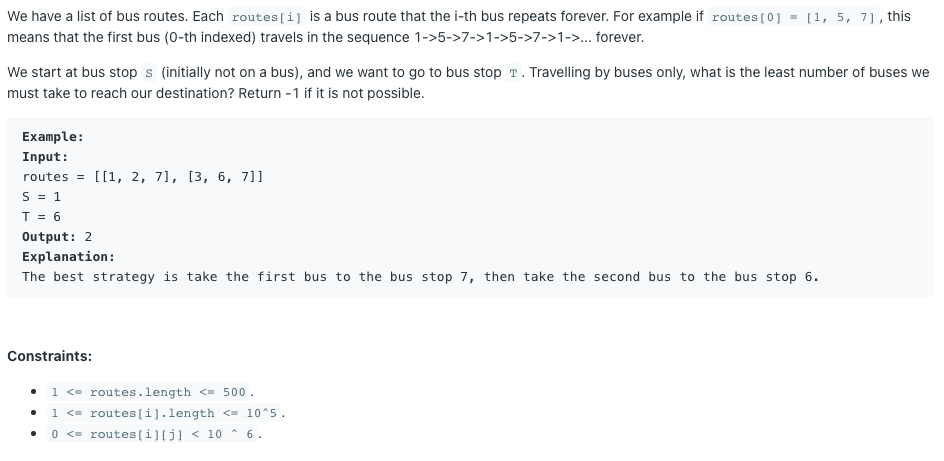 We have a list of bus routes. Each routes[i] is a bus route that the i-th bus repeats forever. For example if routes[0] = [1, 5, 7], this
means that the first bus (0-th indexed) travels in the sequence 1->5->7->1->5->7->1->... forever.
We start at bus stop S (initially not on a bus), and we want to go to bus stop T. Travelling by buses only, what is the least number of buses we
must take to reach our destination? Return -1 if it is not possible.
Example:
Input:
routes = [[1, 2, 7], [3, 6, 7]]
S = 1
T = 6
Output: 2
Explanation:
The best strategy is take the first bus to the bus stop 7, then take the second bus to the bus stop 6.
Constraints:
• 1 <= routes.length <= 500.
• 1 <= routes[i].length <= 10^5.
• 0 <= routes[i][j] < 10 ^ 6.